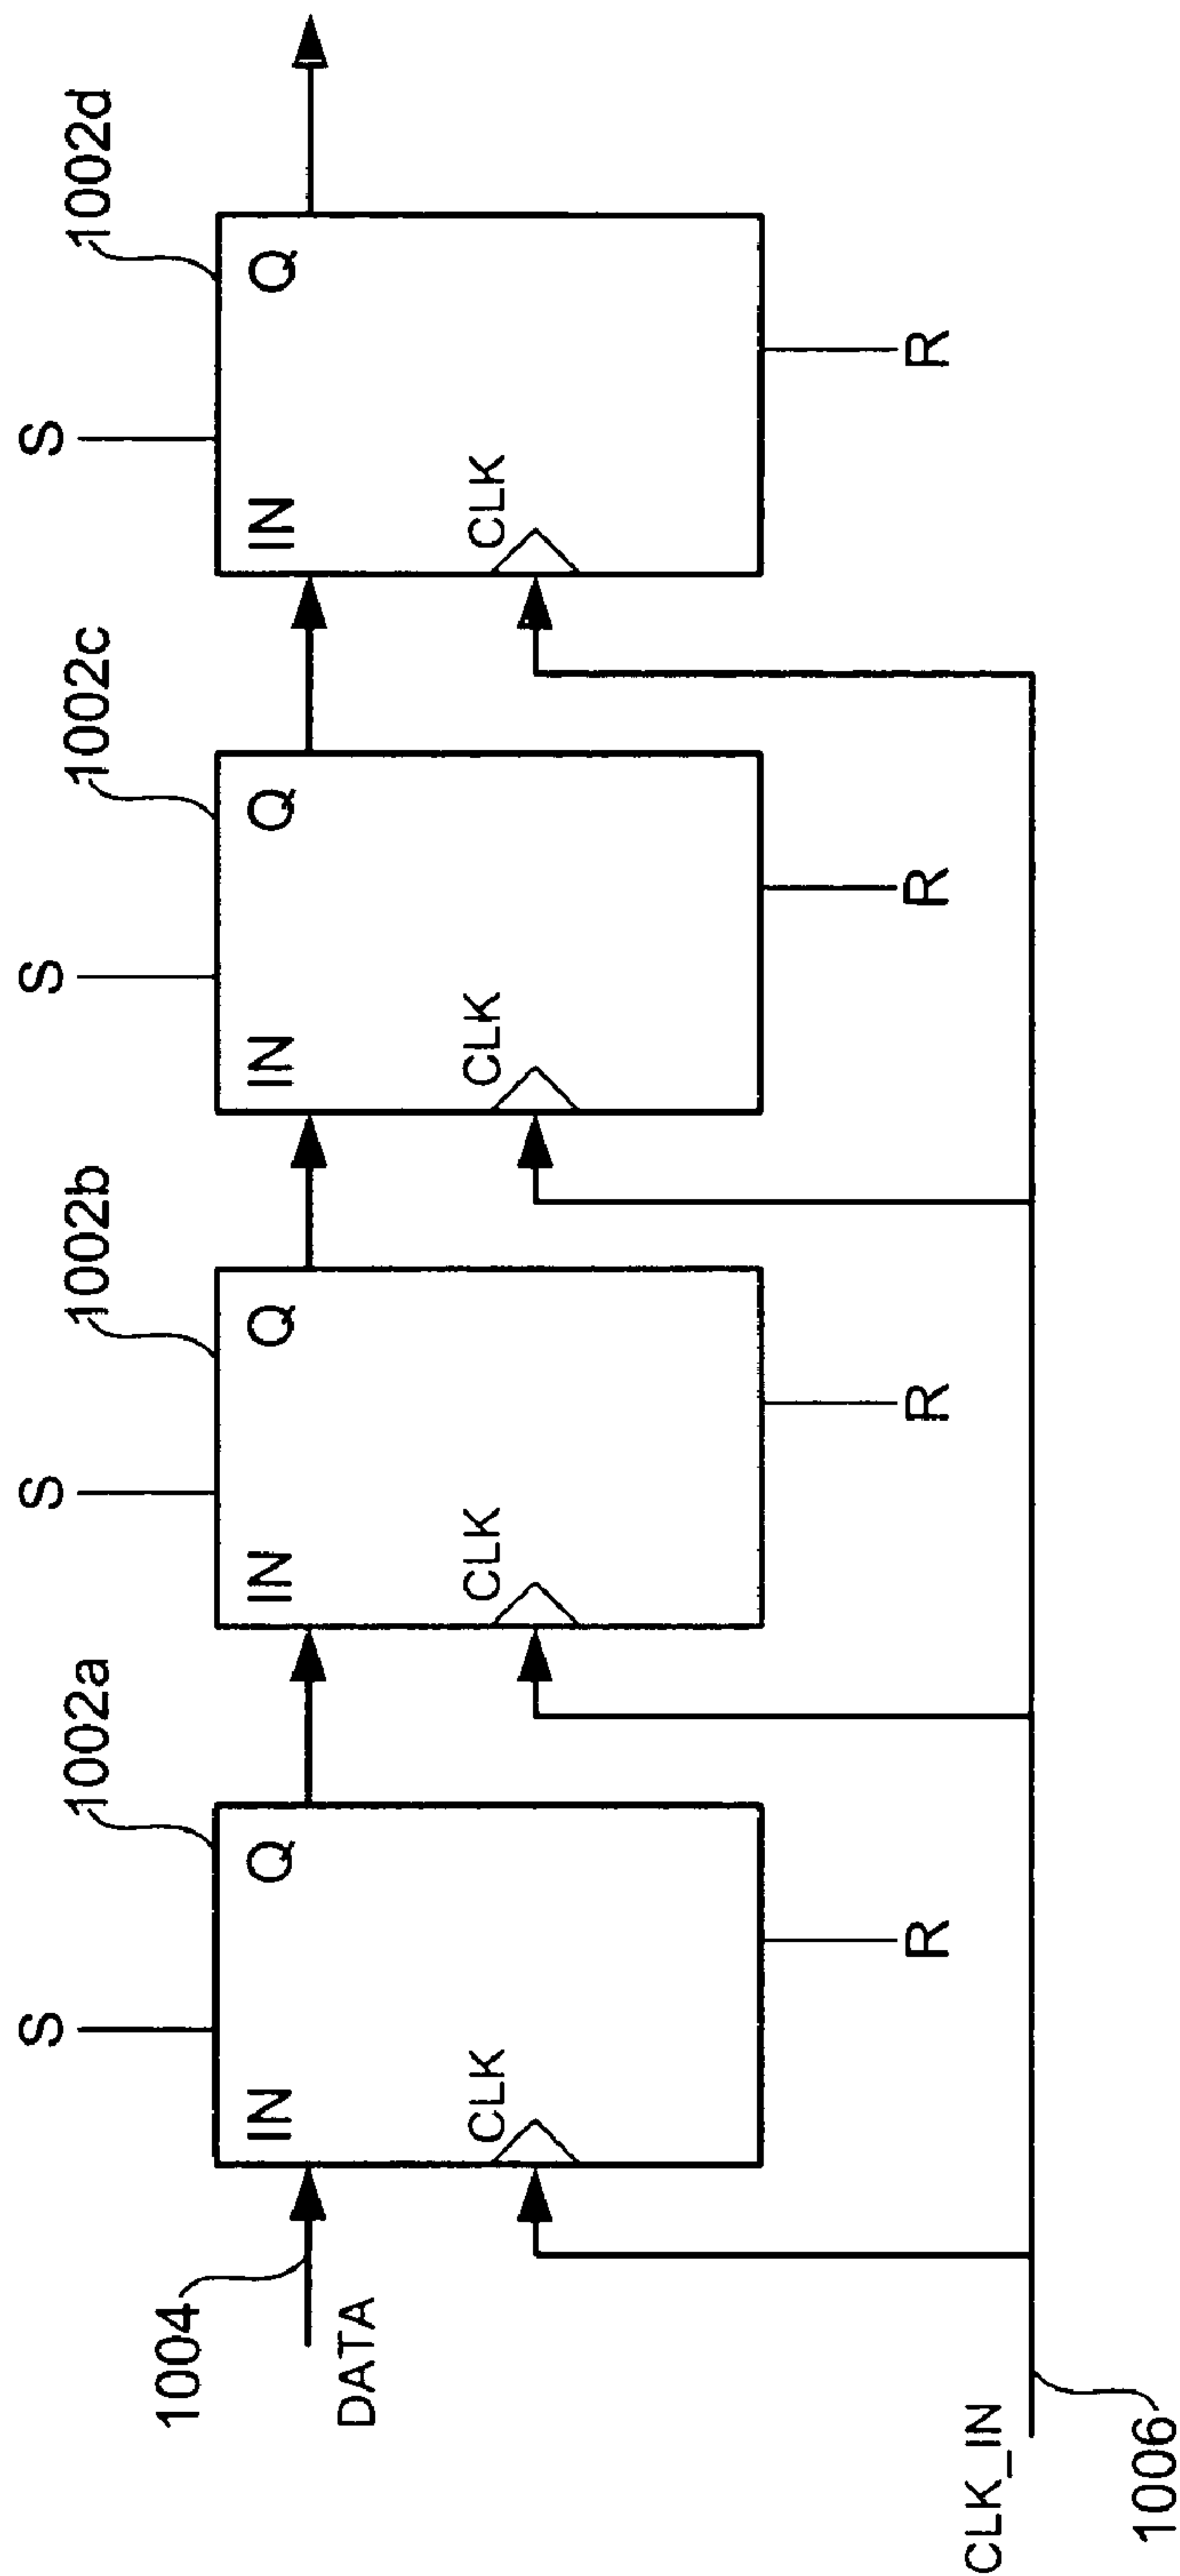 1002a
1002b
1002c
1002d
S
S
S
S
1004
DATA
IN
Q
IN
Q
IN
Q
IN
Q
CLK
CLK
CLK
CLK
R
R
R
R
CLK_IN
1006